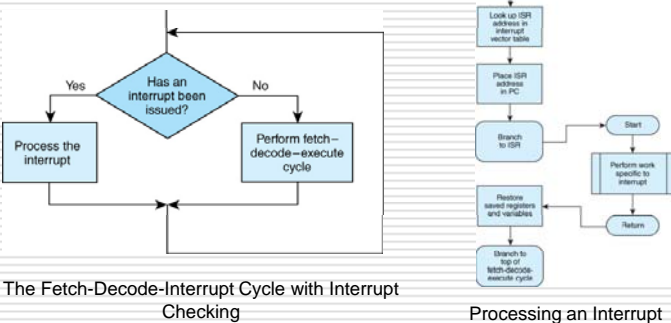 Has an
interrupt been
issued?
Yes
No
Process the
interrupt
Perform fetch–
decode–execute
cycle
The Fetch-Decode-Interrupt Cycle with Interrupt
Checking
Look up ISR
address in
interrupt
vector table
Place ISR
address
in PC
Branch
to ISR
Start
Perform work
specific to
interrupt
Return
Restore
saved registers
and variables
Branch to
top of
fetch-decode-
execute cycle
Processing an Interrupt